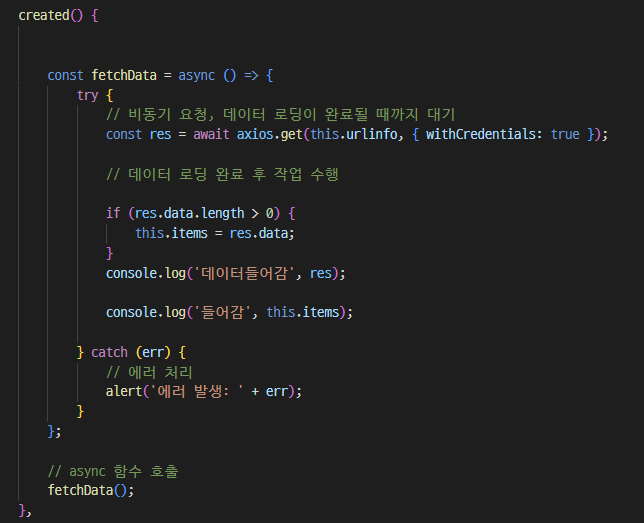 created() {
const fetchData = async () => {
try {
// 비동기 요청, 데이터 로딩이 완료될 때까지 대기
const res = await axios.get(this.urlinfo, { withCredentials: true });
// 데이터 로딩 완료 후 작업 수행
if (res.data.length > 0) {
this.items = res.data;
}
console.log('데이터들어감', res);
console.log('들어감', this.items);
} catch (err) {
// 에러 처리
alert('에러 발생: ' + err);
}
};
// async 함수 호출
fetchData();
},